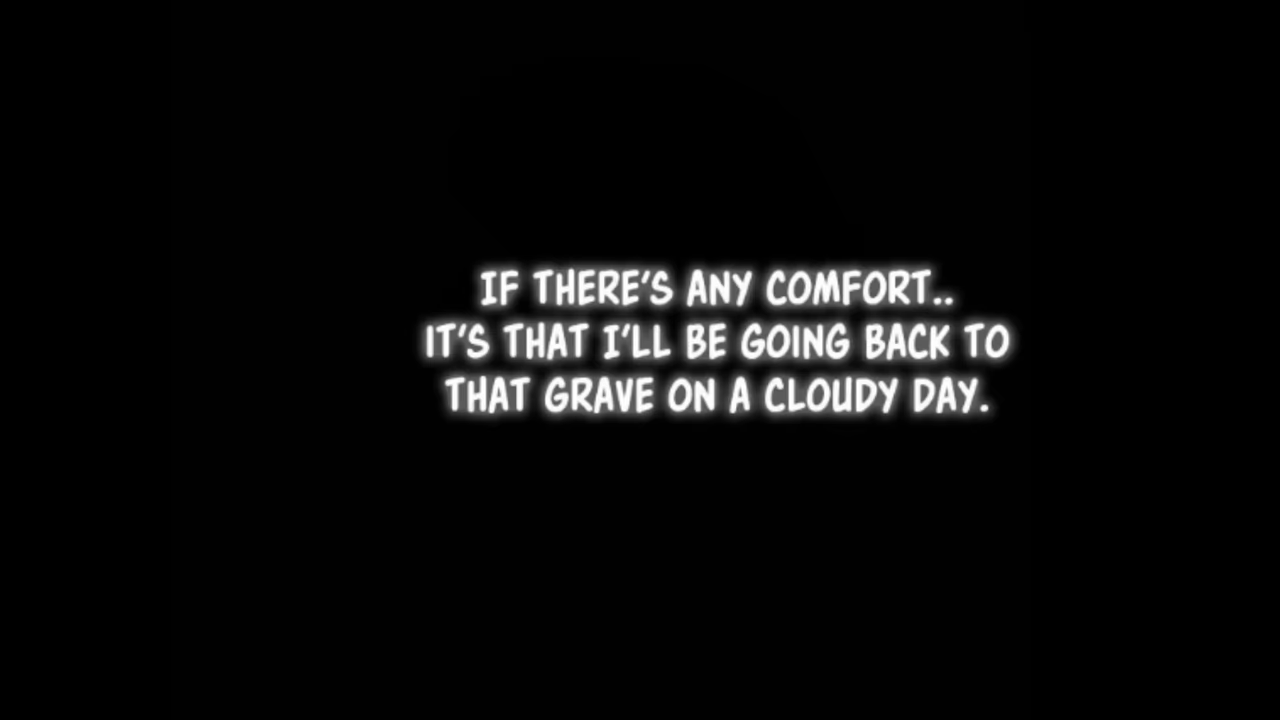 IF THERE'S ANY COMFORT..
IT'S THAT I'LL BE GOING BACK TO
THAT GRAVE ON A CLOUDY DAY.